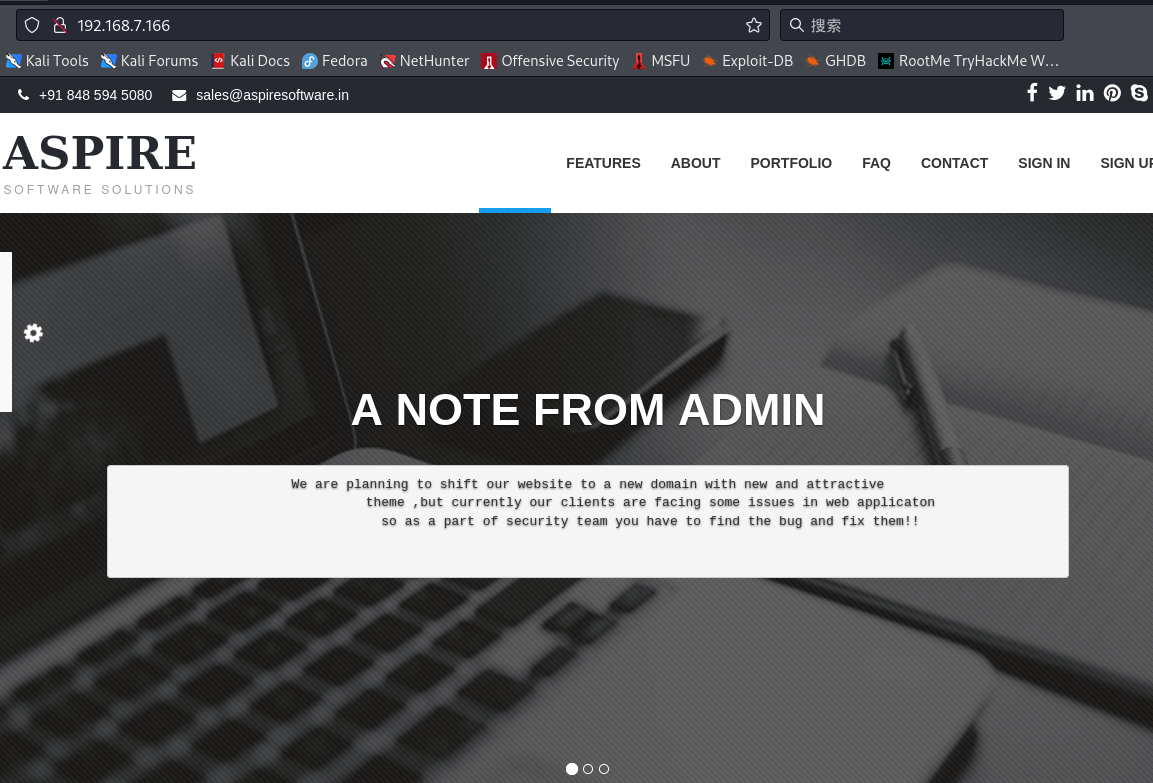 192.168.7.166
搜索
Kali Tools Kali Forums Kali Docs Fedora NetHunter Offensive Security MSFU Exploit-DB GHDB RootMe TryHackMe W...
+91 848 594 5080 sales@aspiresoftware.in
ASPIRE
SOFTWARE SOLUTIONS
FEATURES ABOUT PORTFOLIO FAQ CONTACT SIGN IN SIGN UP
A NOTE FROM ADMIN
We are planning to shift our website to a new domain with new and attractive
theme ,but currently our clients are facing some issues in web applicaton
so as a part of security team you have to find the bug and fix them!!